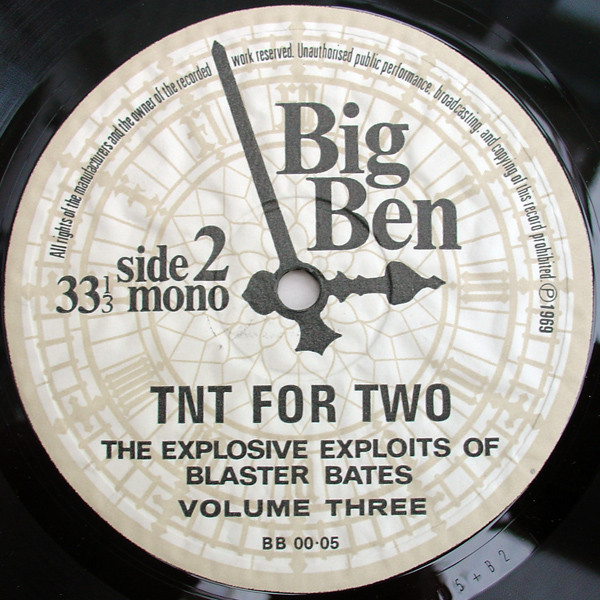 All rights of the manufacturers and the owner of the recorded work reserved. Unauthorised public performance, broadcasting, and copying of this record prohibited. ℗ 1969
Big
Ben
side 2
33 1/3 mono
TNT FOR TWO
THE EXPLOSIVE EXPLOITS OF
BLASTER BATES
VOLUME THREE
BB 00·05